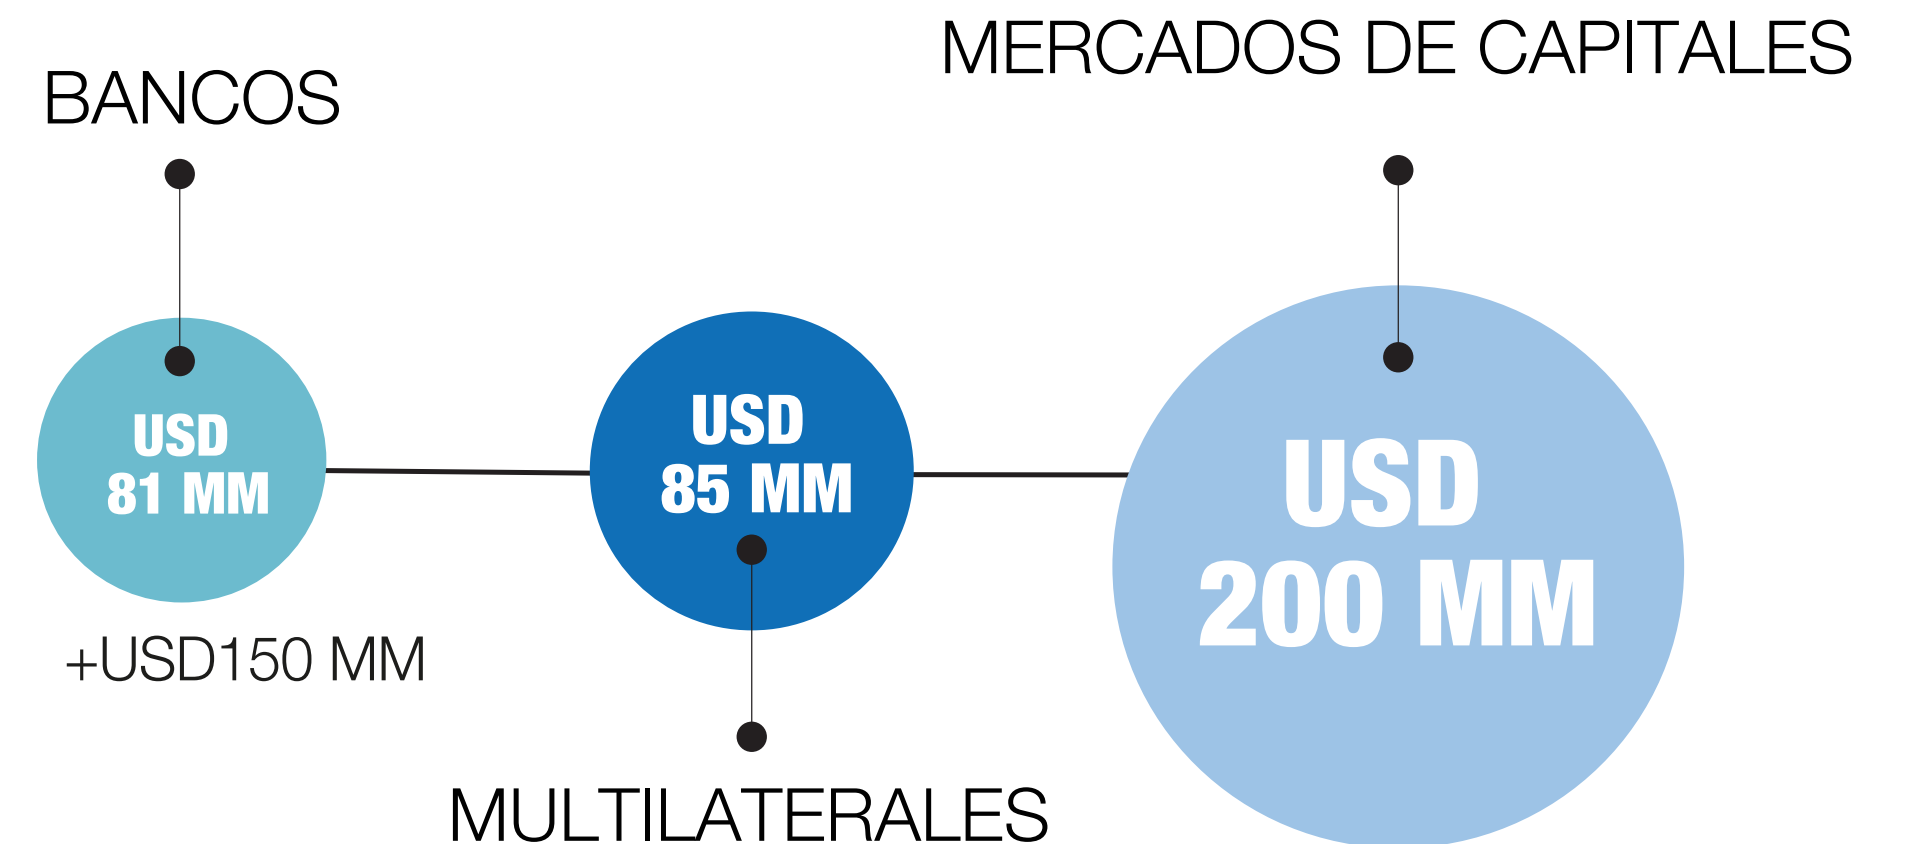 BANCOS
USD
81 MM
+USD150 MM
USD
85 MM
MULTILATERALES
MERCADOS DE CAPITALES
USD
200 MM